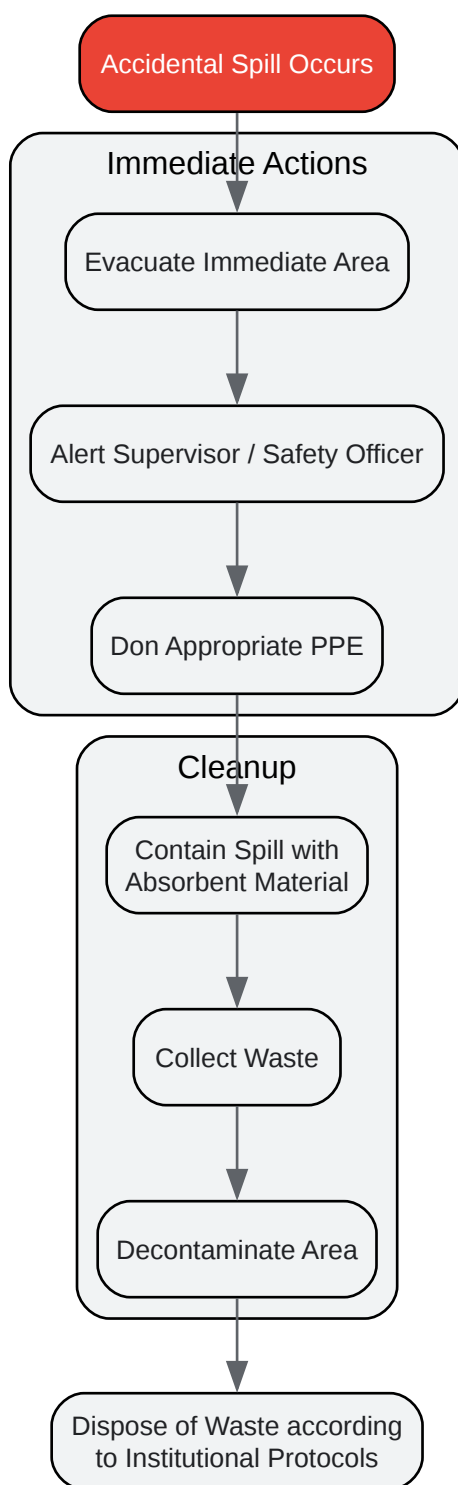 Accidental Spill Occurs
Immediate Actions
Evacuate Immediate Area
Alert Supervisor / Safety Officer
Don Appropriate PPE
Cleanup
Contain Spill with
Absorbent Material
Collect Waste
Decontaminate Area
Dispose of Waste according
to Institutional Protocols